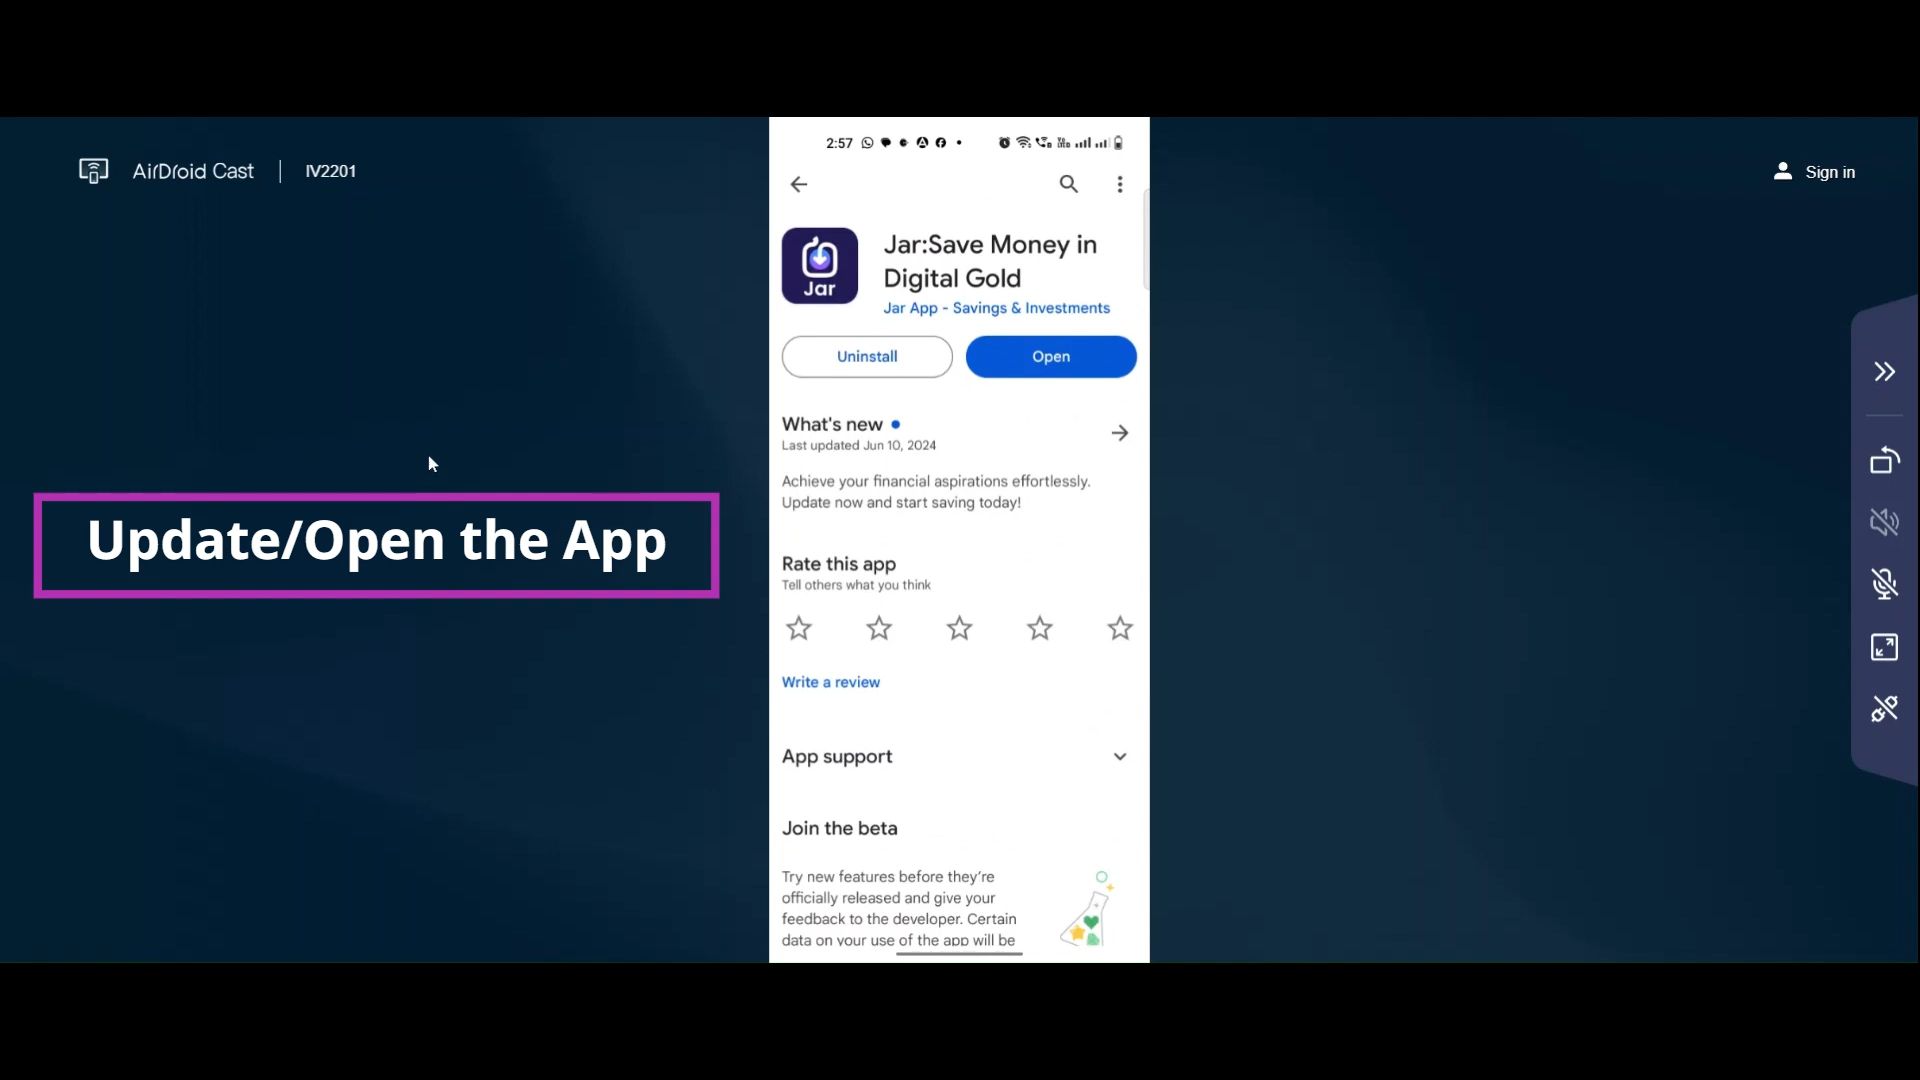 AirDroid Cast | IV2201
Sign in
2:57
Jar
Jar:Save Money in
Digital Gold
Jar App - Savings & Investments
Uninstall
Open
What's new
Last updated Jun 10, 2024
Achieve your financial aspirations effortlessly.
Update now and start saving today!
Update/Open the App
Rate this app
Tell others what you think
Write a review
App support
Join the beta
Try new features before they're
officially released and give your
feedback to the developer. Certain
data on your use of the app will be